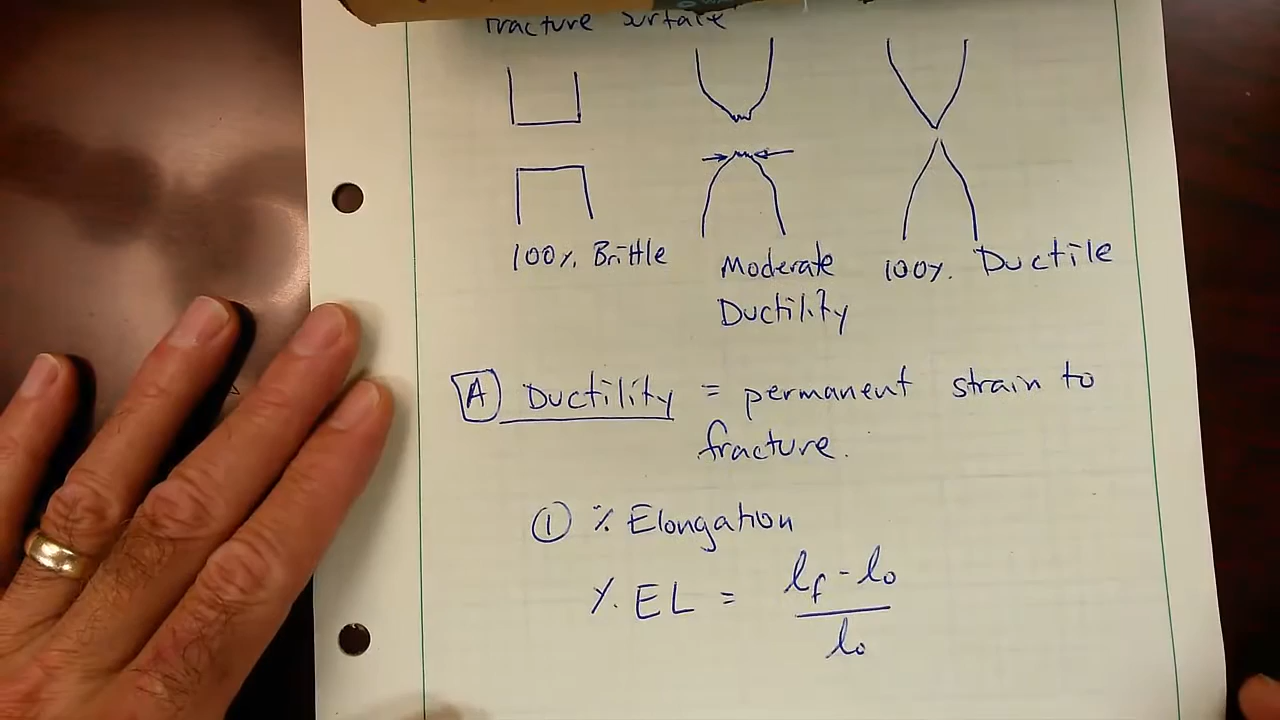 Fracture Surface
100%. Brittle
Moderate
Ductility
100%. Ductile
A Ductility = permanent strain to
fracture.
① % Elongation
%. EL = lf - lo
lo